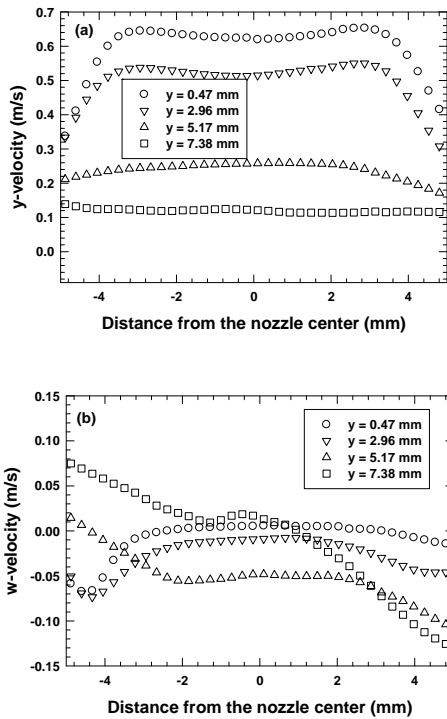 0.7
(a)
0.6
0.5
0.4
0.3
0.2
0.1
0.0
y = 0.47 mm
y = 2.96 mm
y = 5.17 mm
y = 7.38 mm
y-velocity (m/s)
-4
-2
0
2
4
Distance from the nozzle center (mm)
0.15
(b)
0.10
0.05
0.00
-0.05
-0.10
-0.15
y = 0.47 mm
y = 2.96 mm
y = 5.17 mm
y = 7.38 mm
w-velocity (m/s)
-4
-2
0
2
4
Distance from the nozzle center (mm)